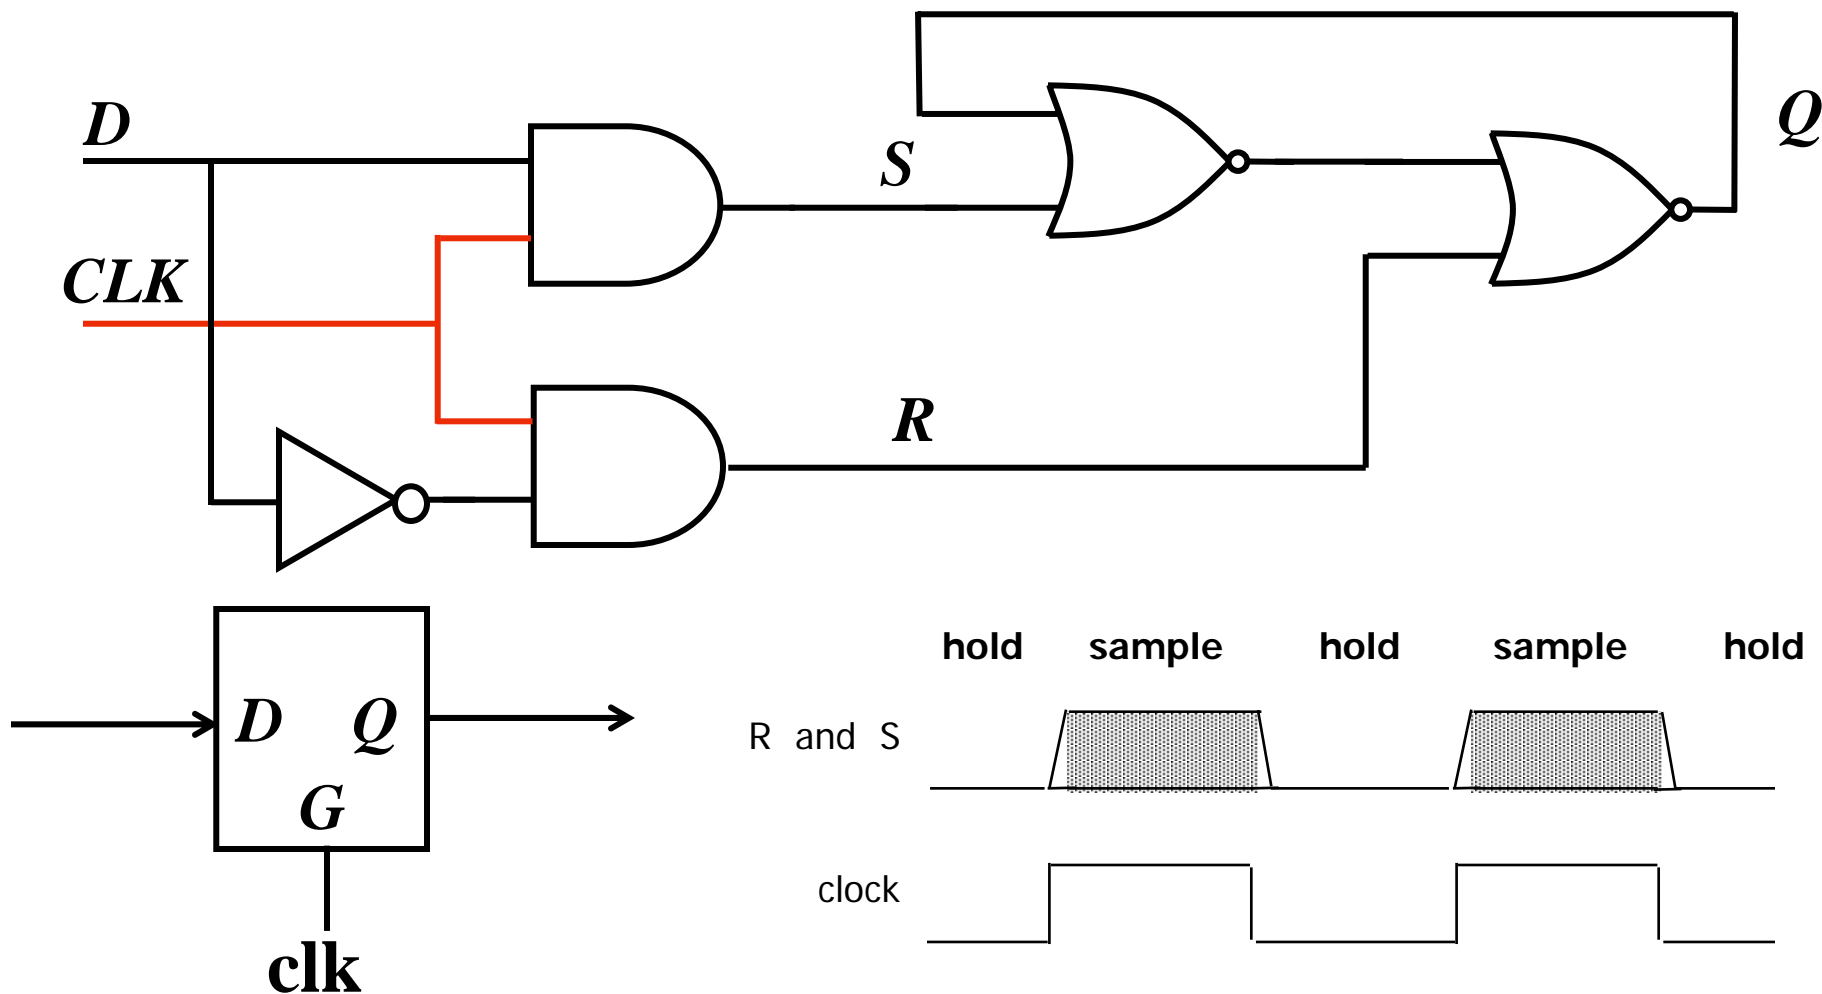 D
Q
S
CLK
R
hold sample hold sample hold
D Q
R and S
G
clock
clk